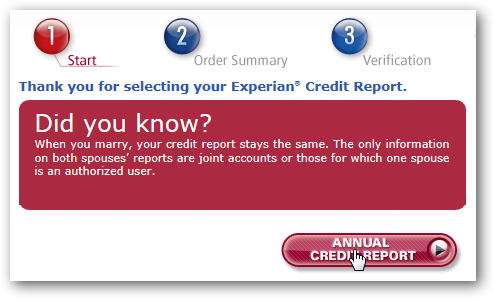 1 2 3
Start Order Summary Verification
Thank you for selecting your Experian® Credit Report.
Did you know?
When you marry, your credit report stays the same. The only information
on both spouses' reports are joint accounts or those for which one spouse
is an authorized user.
ANNUAL
CREDIT REPORT